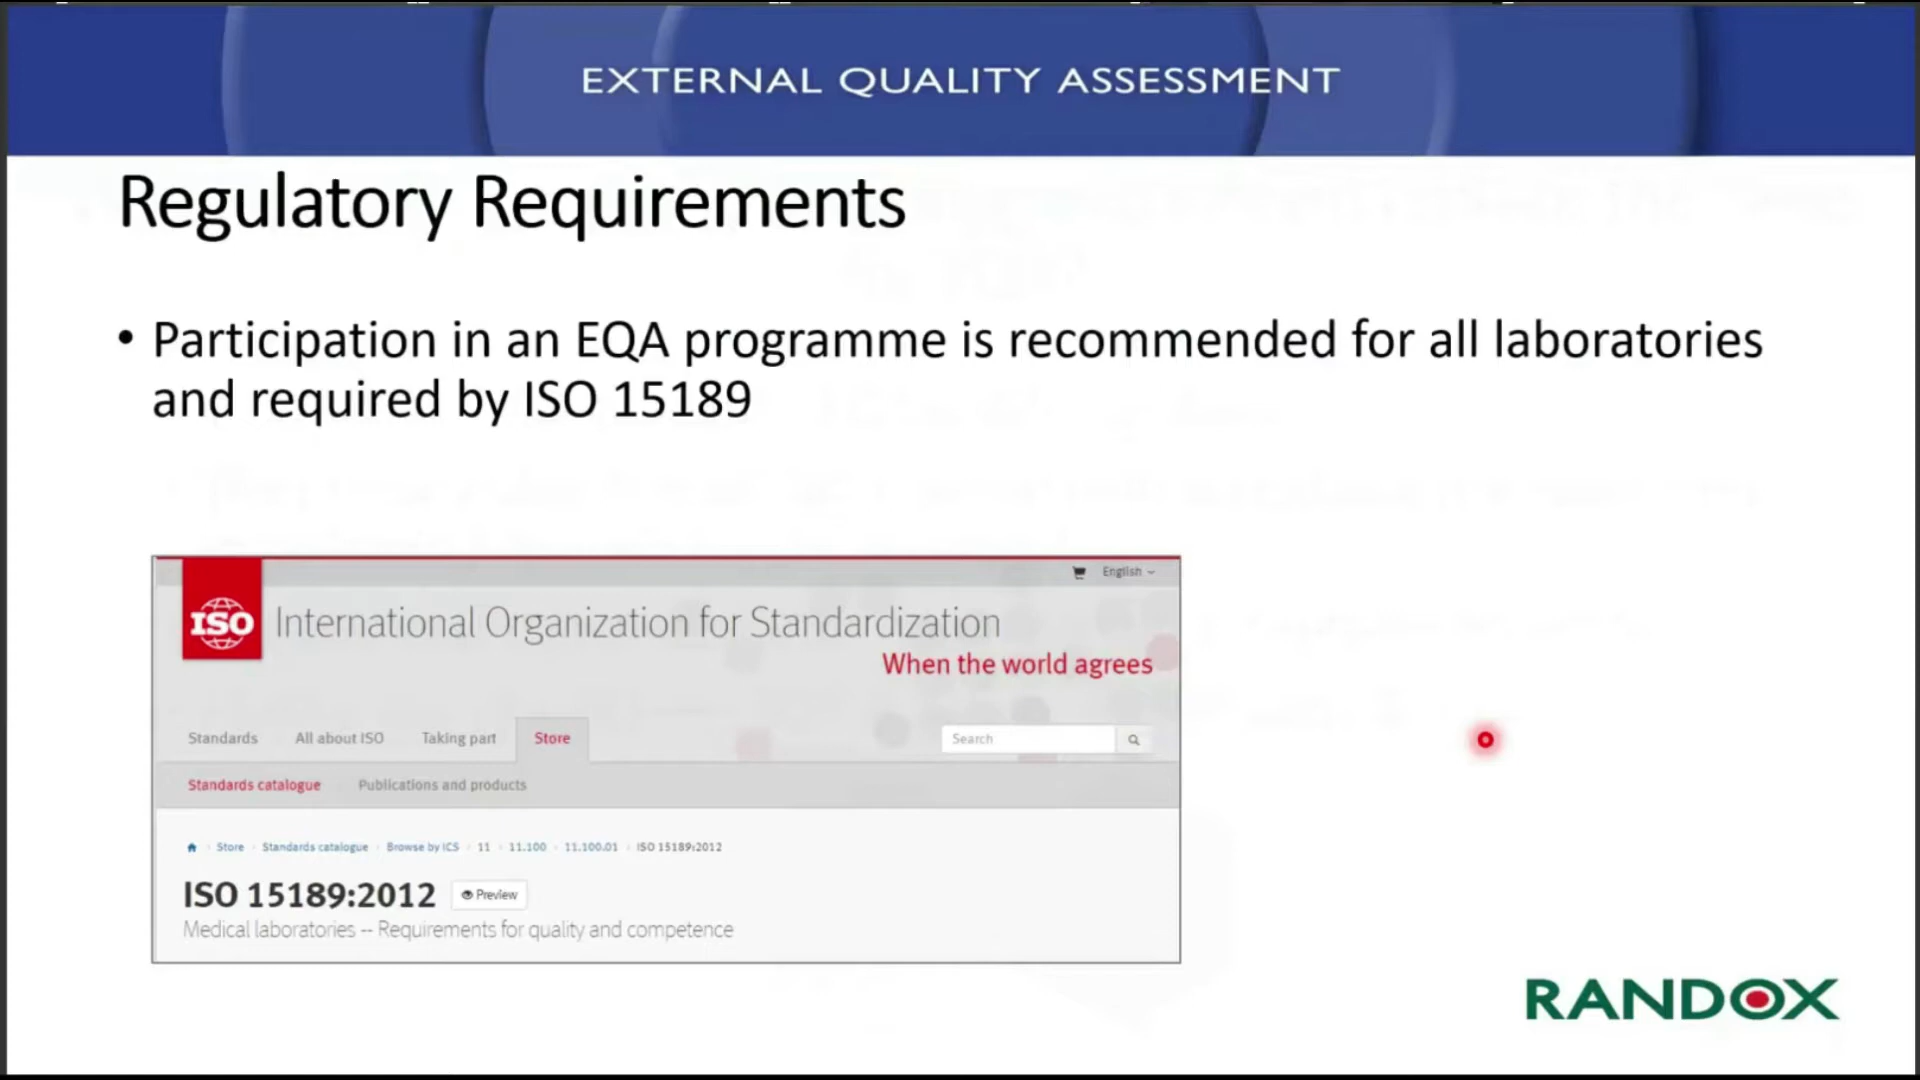 EXTERNAL QUALITY ASSESSMENT
Regulatory Requirements
• Participation in an EQA programme is recommended for all laboratories
and required by ISO 15189
English
ISO
International Organization for Standardization
When the world agrees
Standards All about ISO Taking part Store
Search
Standards catalogue Publications and products
Store Standards catalogue Browse by ICS 11 11.100 11.100.01 ISO 15189:2012
ISO 15189:2012 Preview
Medical laboratories -- Requirements for quality and competence
RANDOX